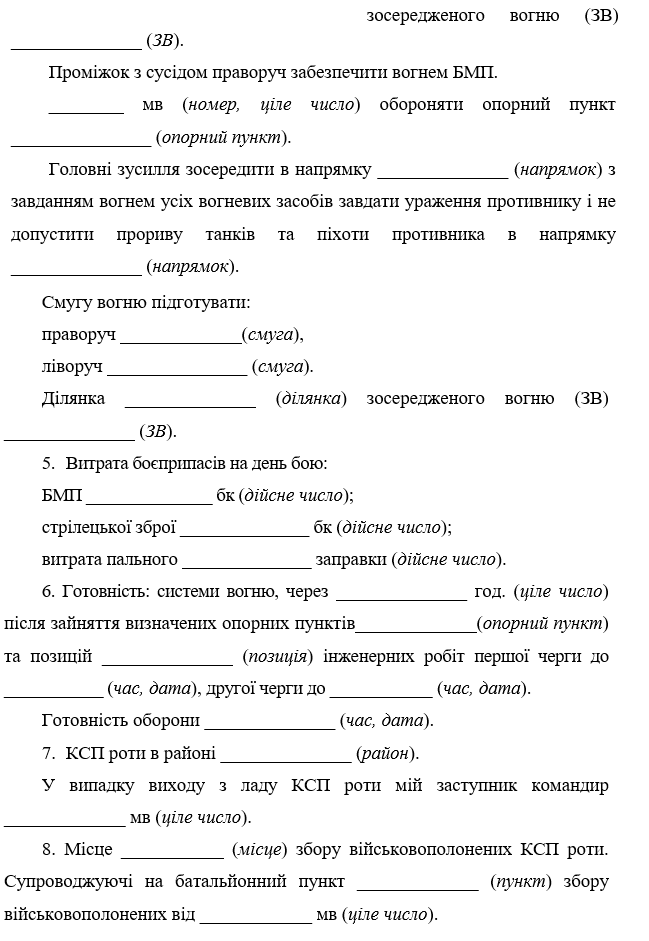 зосередженого вогню (ЗВ)
______________ (ЗВ).
Проміжок з сусідом праворуч забезпечити вогнем БМП.
________ мв (номер, ціле число) обороняти опорний пункт
_______________ (опорний пункт).
Головні зусилля зосередити в напрямку ______________ (напрямок) з
завданням вогнем усіх вогневих засобів завдати ураження противнику і не
допустити прориву танків та піхоти противника в напрямку
______________ (напрямок).
Смугу вогню підготувати:
праворуч _____________(смуга),
ліворуч _______________ (смуга).
Ділянка ______________ (ділянка) зосередженого вогню (ЗВ)
______________ (ЗВ).
5. Витрата боєприпасів на день бою:
БМП ______________ бк (дійсне число);
стрілецької зброї ______________ бк (дійсне число);
витрата пального ______________ заправки (дійсне число).
6. Готовність: системи вогню, через ______________ год. (ціле число)
після зайняття визначених опорних пунктів_____________(опорний пункт)
та позицій ______________ (позиція) інженерних робіт першої черги до
___________ (час, дата), другої черги до ___________ (час, дата).
Готовність оборони ______________ (час, дата).
7. КСП роти в районі ______________ (район).
У випадку виходу з ладу КСП роти мій заступник командир
_____________ мв (ціле число).
8. Місце ___________ (місце) збору військовополонених КСП роти.
Супроводжуючі на батальйонний пункт _____________ (пункт) збору
військовополонених від ____________ мв (ціле число).